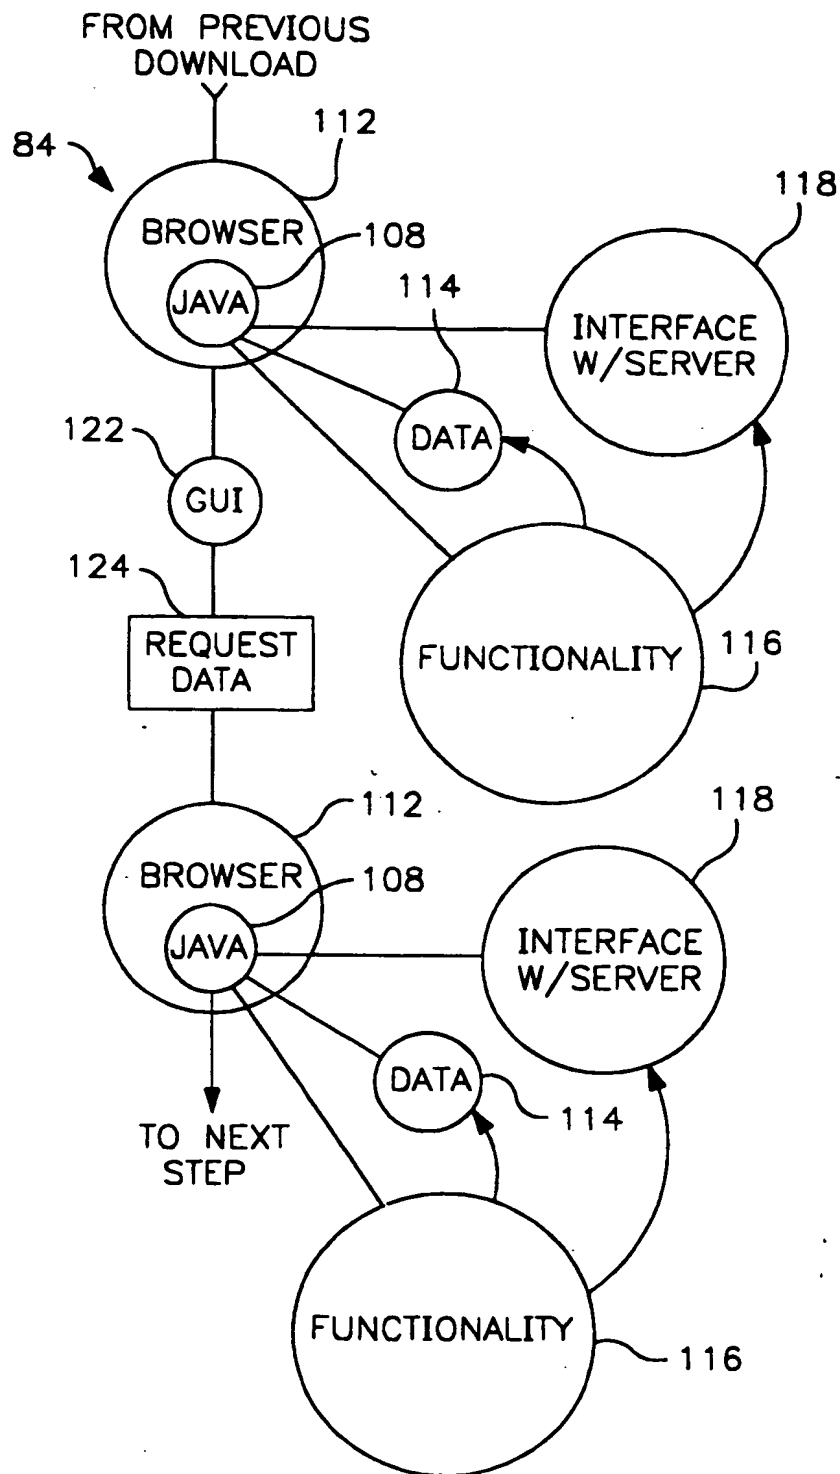 FROM PREVIOUS
DOWNLOAD
84
112
118
BROWSER
108
114
JAVA
INTERFACE
W/SERVER
122
DATA
GUI
124
REQUEST
DATA
FUNCTIONALITY
116
112
118
BROWSER
108
JAVA
INTERFACE
W/SERVER
DATA
114
TO NEXT
STEP
FUNCTIONALITY
116